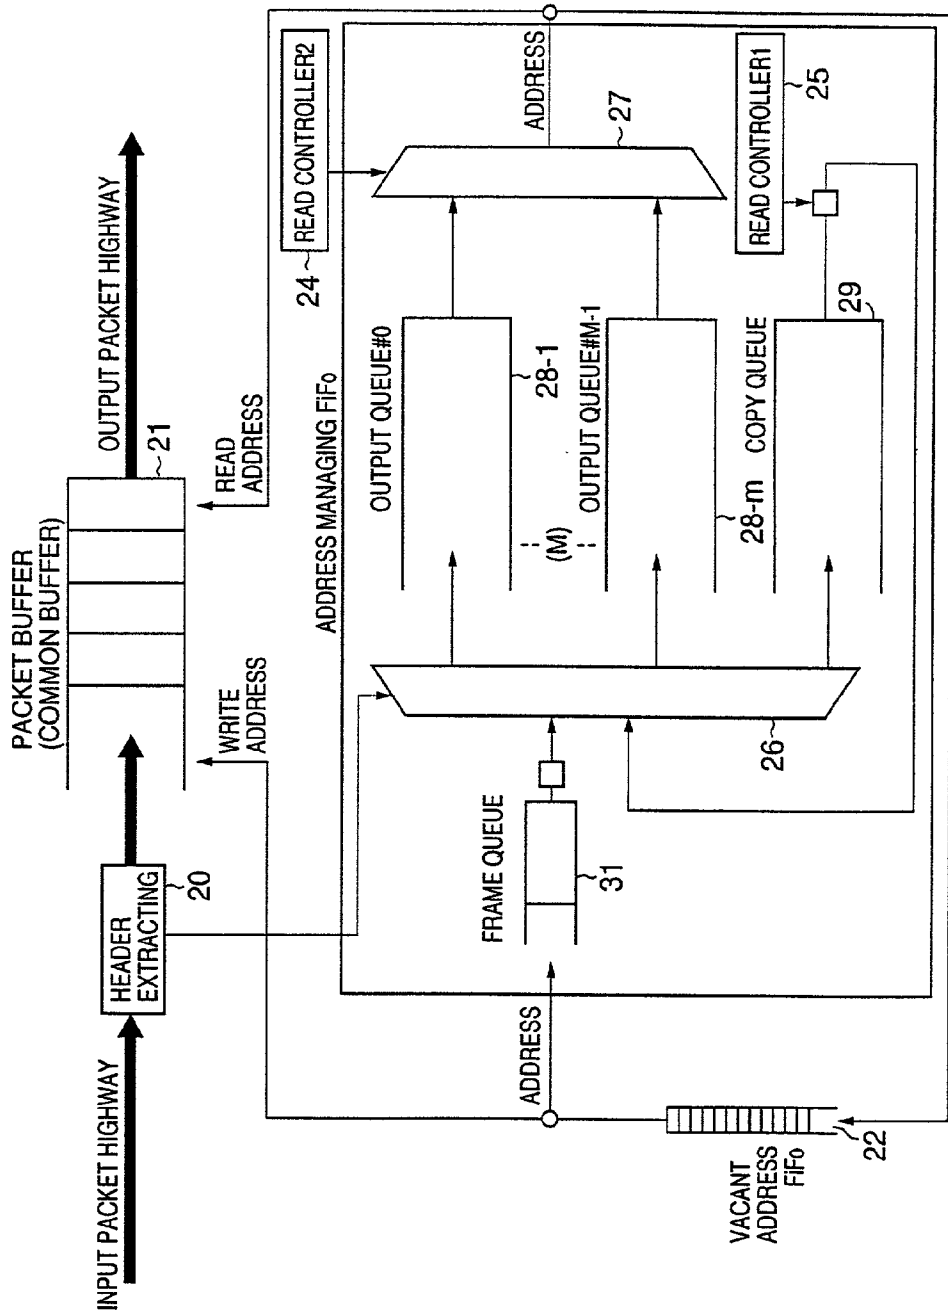 INPUT PACKET HIGHWAY
HEADER
EXTRACTING
20
PACKET BUFFER
(COMMON BUFFER)
21
OUTPUT PACKET HIGHWAY
WRITE
ADDRESS
READ
ADDRESS
24
READ CONTROLLER2
ADDRESS MANAGING FiFo
ADDRESS
FRAME QUEUE
31
26
OUTPUT QUEUE#0
28-1
(M)
OUTPUT QUEUE#M-1
28-m
COPY QUEUE
29
ADDRESS
27
READ CONTROLLER1
25
VACANT
ADDRESS
FiFo
22